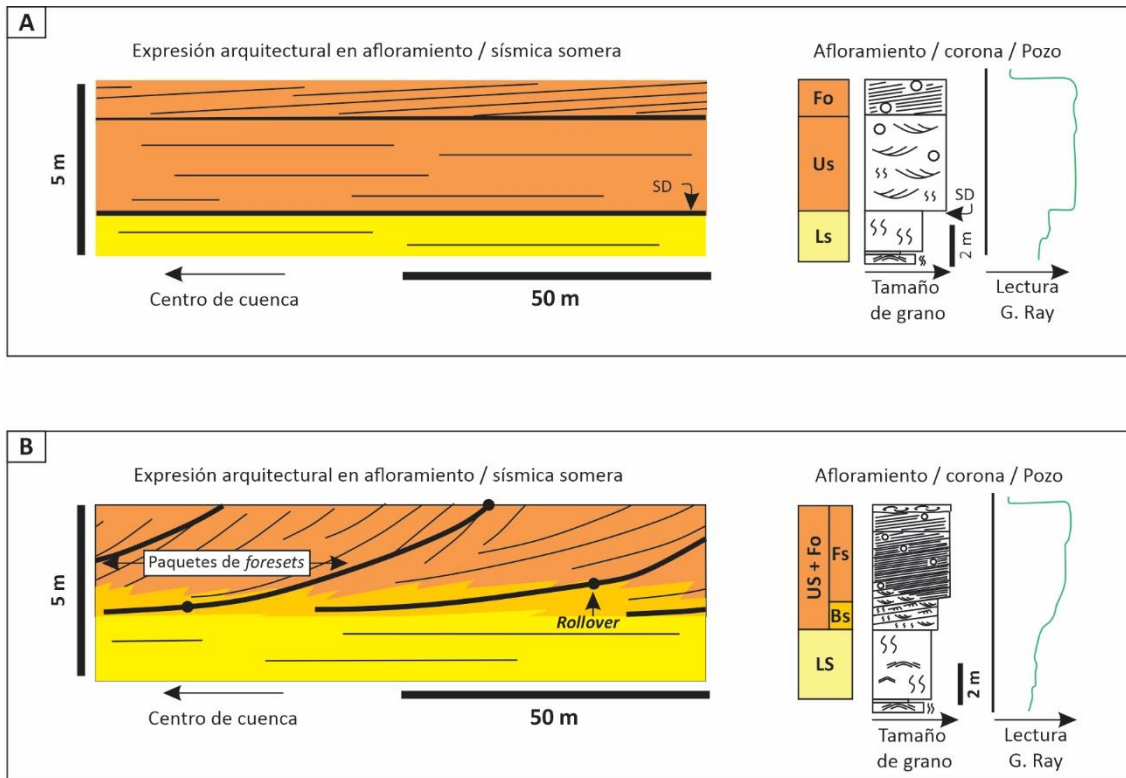 A
Expresión arquitectural en afloramiento / sísmica somera
5 m
SD
Centro de cuenca
50 m
Afloramiento / corona / Pozo
Fo
Us
Ls
SD
2 m
Tamaño
de grano
Lectura
G. Ray
B
Expresión arquitectural en afloramiento / sísmica somera
5 m
Paquetes de foresets
Rollover
Centro de cuenca
50 m
Afloramiento / corona / Pozo
US + Fo
Fs
Bs
LS
2 m
Tamaño
de grano
Lectura
G. Ray